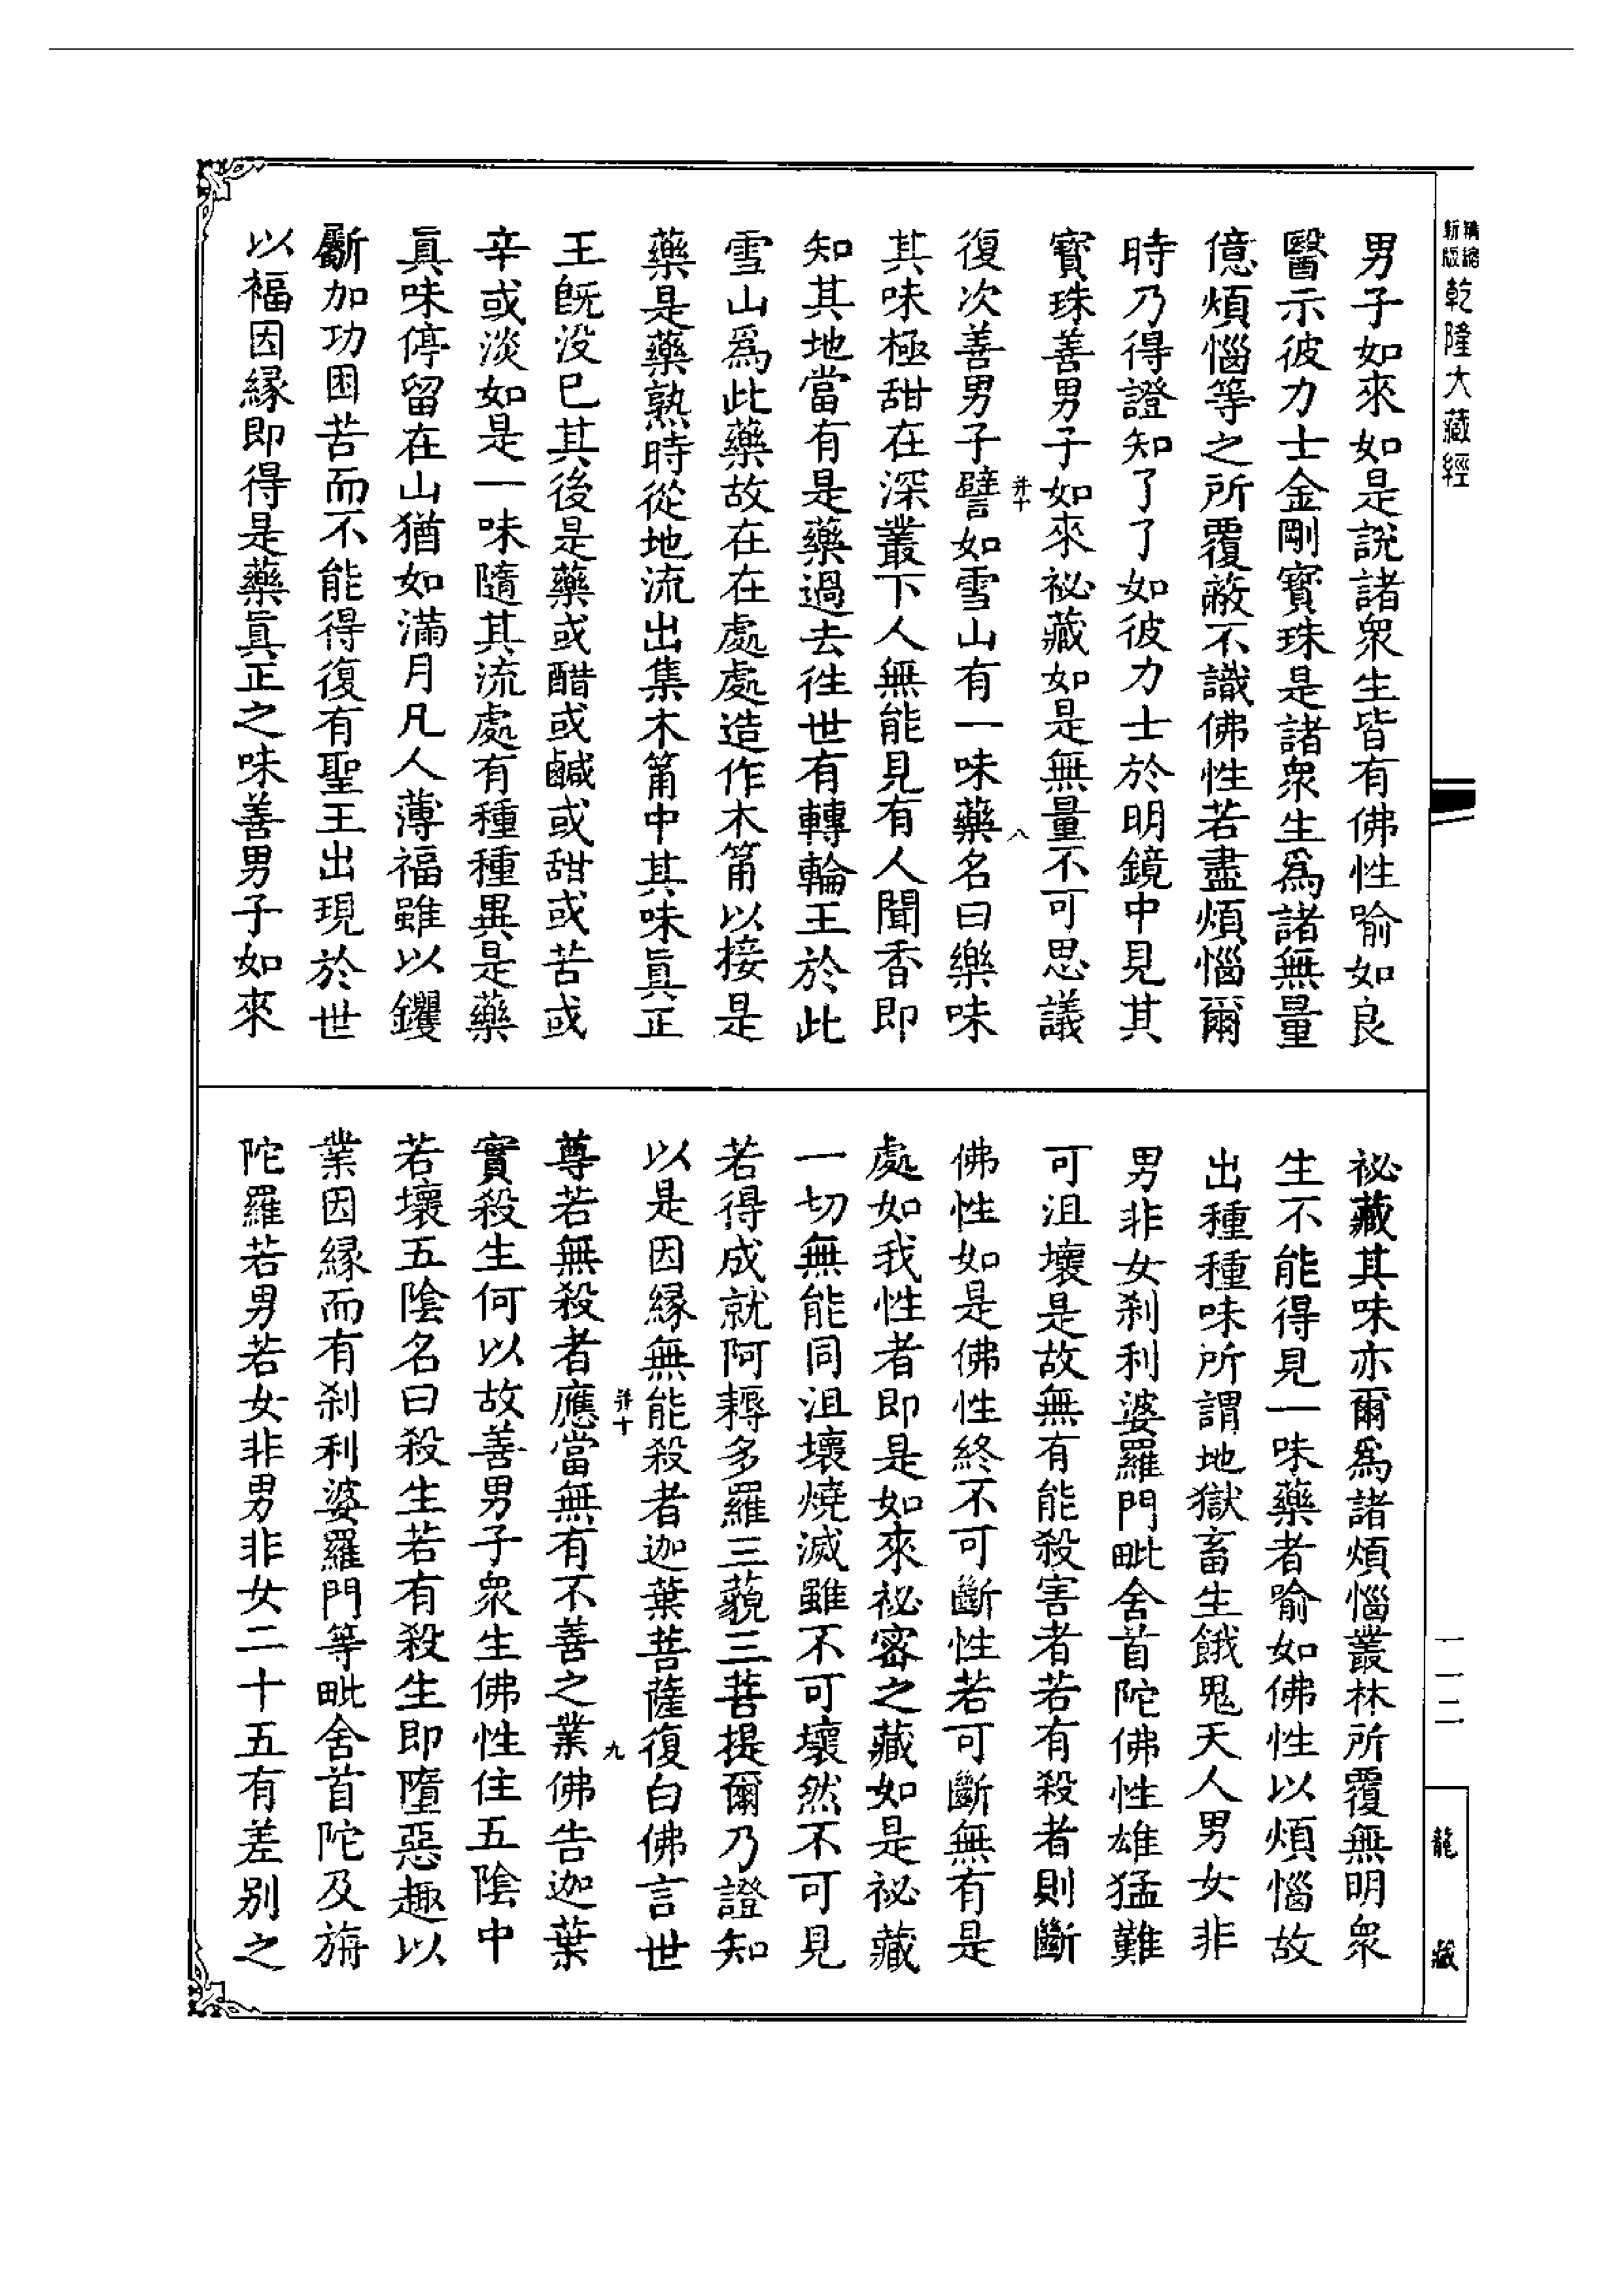 精縮
新版
乾隆大藏經
男子如來如是說諸衆生皆有佛性喻如良
醫示彼力士金剛寶珠是諸衆生爲諸無量
億煩惱等之所覆蔽不識佛性若盡煩惱爾
時乃得證知了了如彼力士於明鏡中見其
寶珠善男子如來祕藏如是無量不可思議
并十
八
復次善男子譬如雪山有一味藥名曰樂味
其味極甜在深叢下人無能見有人聞香即
知其地當有是藥過去徃世有轉輪王於此
雪山爲此藥故在在處處造作木筩以接是
藥是藥熟時從地流出集木筩中其味眞正
王旣没已其後是藥或醋或鹹或甜或苦或
辛或淡如是一味隨其流處有種種異是藥
眞味停留在山猶如滿月凡人薄福雖以钁
斸加功困苦而不能得復有聖王出現於世
以福因縁即得是藥眞正之味善男子如來
祕藏其味亦爾爲諸煩惱叢林所覆無明衆
生不能得見一味藥者喻如佛性以煩惱故
出種種味所謂地獄畜生餓鬼天人男女非
男非女刹利婆羅門毗舍首陀佛性雄猛難
可沮壞是故無有能殺害者若有殺者則斷
佛性如是佛性終不可斷性若可斷無有是
處如我性者即是如來祕密之藏如是祕藏
一切無能同沮壞燒滅雖不可壞然不可見
若得成就阿耨多羅三藐三菩提爾乃證知
以是因縁無能殺者迦葉菩薩復白佛言世
并十
九
尊若無殺者應當無有不善之業佛告迦葉
實殺生何以故善男子衆生佛性住五陰中
若壞五陰名曰殺生若有殺生即墮惡趣以
業因縁而有刹利婆羅門等毗舍首陀及旃
陀羅若男若女非男非女二十五有差别之
一一二
龍藏